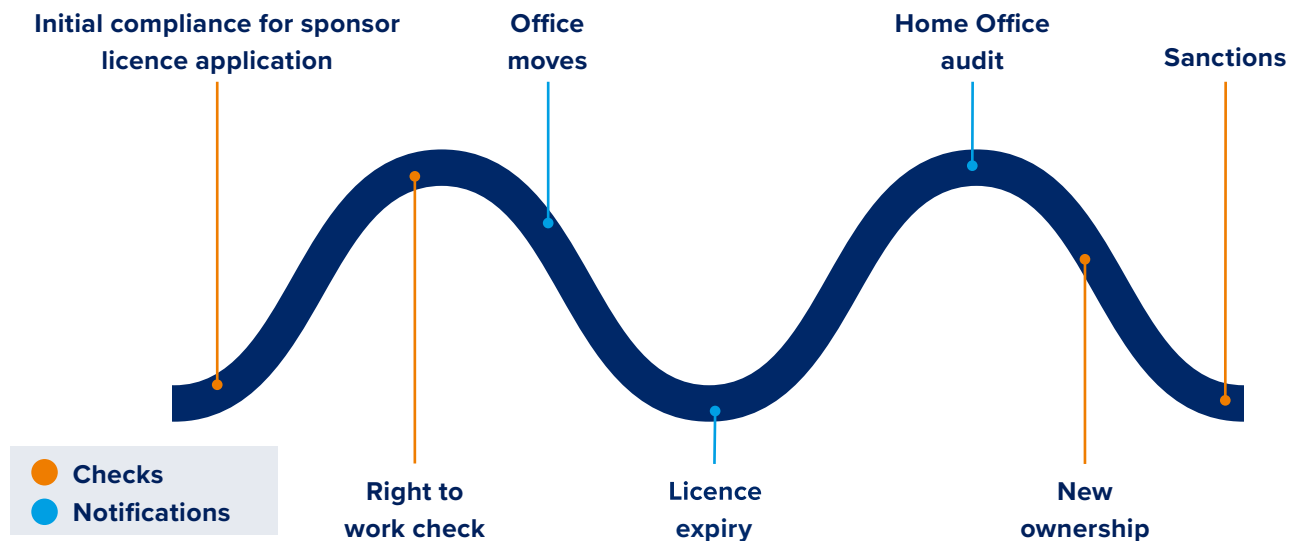 Initial compliance for sponsor
licence application
Office
moves
Home Office
audit
Sanctions
Checks
Notifications
Right to
work check
Licence
expiry
New
ownership